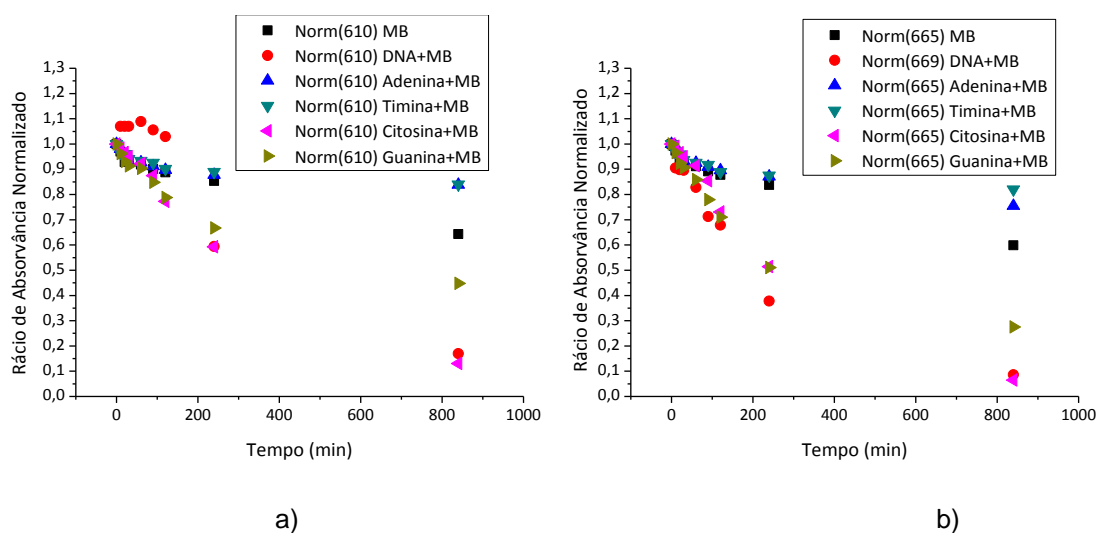 Norm(610) MB
Norm(610) DNA+MB
Norm(610) Adenina+MB
Norm(610) Timina+MB
Norm(610) Citosina+MB
Norm(610) Guanina+MB
1,3
1,2
1,1
1,0
0,9
0,8
0,7
0,6
0,5
0,4
0,3
0,2
0,1
0,0
Rácio de Absorvância Normalizado
0 200 400 600 800 1000
Tempo (min)
a)
Norm(665) MB
Norm(669) DNA+MB
Norm(665) Adenina+MB
Norm(665) Timina+MB
Norm(665) Citosina+MB
Norm(665) Guanina+MB
1,3
1,2
1,1
1,0
0,9
0,8
0,7
0,6
0,5
0,4
0,3
0,2
0,1
0,0
Rácio de Absorvância Normalizado
0 200 400 600 800 1000
Tempo (min)
b)